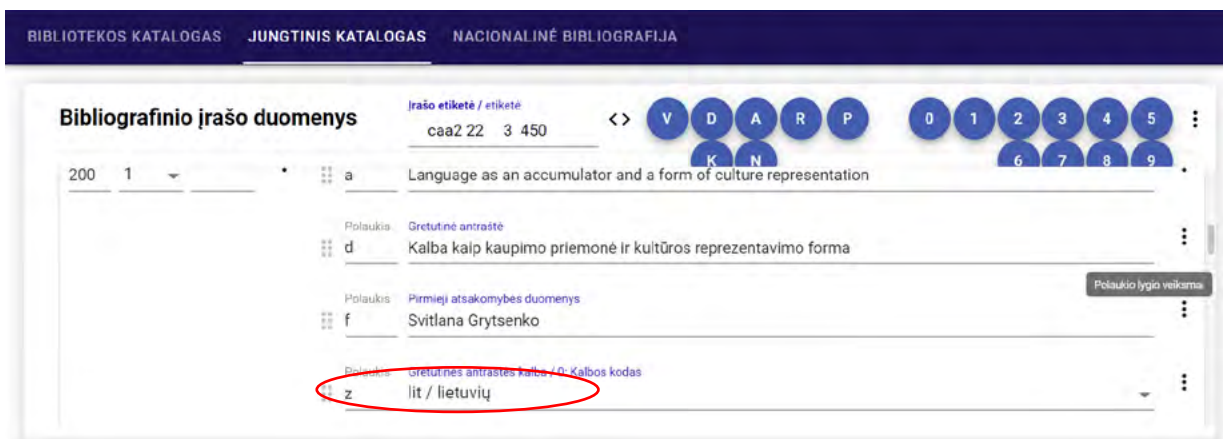 BIBLIOTEKOS KATALOGAS JUNGTINIS KATALOGAS NACIONALINĖ BIBLIOGRAFIJA
Bibliografinio įrašo duomenys
Įrašo etiketė / etiketė
caa2 22 3 450
<> V D A R P 0 1 2 3 4 5
K N 6 7 8 9
200 1 a Language as an accumulator and a form of culture representation
Polaukis Gretutinė antraštė
d Kalba kaip kaupimo priemonė ir kultūros reprezentavimo forma
Polaukio lygio veiksmai
Polaukis Pirmieji atsakomybės duomenys
f Svitlana Grytsenko
Polaukis Gretutinės antraštės kalba / 0: Kalbos kodas
z lit / lietuvių